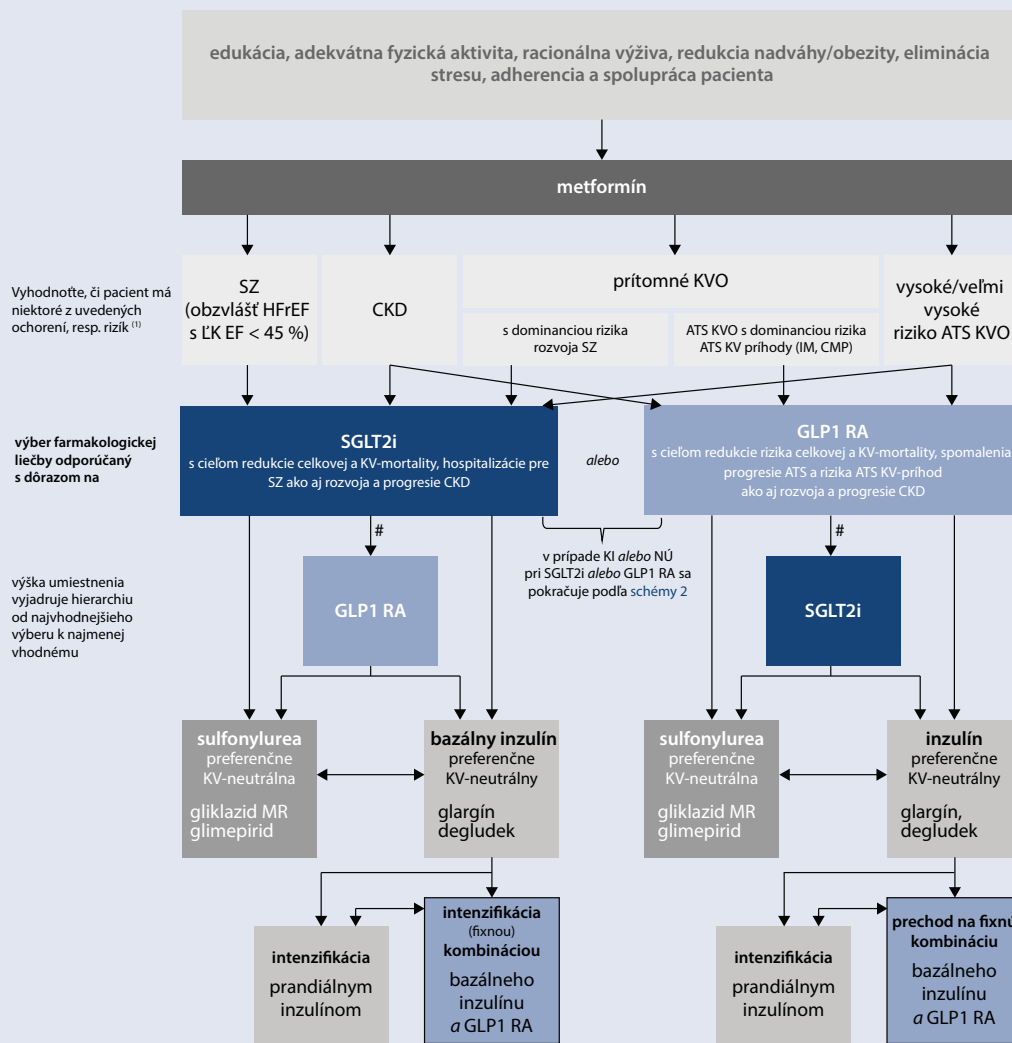 edukácia, adekvátna fyzická aktivita, racionálna výživa, redukcia nadváhy/obezity, eliminácia
stresu, adherencia a spolupráca pacienta
metformín
Vyhodnoťte, či pacient má
niektoré z uvedených
ochorení, resp. rizík (1)
SZ
(obzvlášť HFrEF
s ĽK EF < 45 %)
CKD
prítomné KVO
s dominanciou rizika
rozvoja SZ
ATS KVO s dominanciou rizika
ATS KV príhody (IM, CMP)
vysoké/veľmi
vysoké
riziko ATS KVO
výber farmakologickej
liečby odporúčaný
s dôrazom na
SGLT2i
s cieľom redukcie celkovej a KV-mortality, hospitalizácie pre
SZ ako aj rozvoja a progresie CKD
alebo
GLP1 RA
s cieľom redukcie rizika celkovej a KV-mortality, spomalenia
progresie ATS a rizika ATS KV-príhod
ako aj rozvoja a progresie CKD
#
#
v prípade KI alebo NÚ
pri SGLT2i alebo GLP1 RA sa
pokračuje podľa schémy 2
výška umiestnenia
vyjadruje hierarchiu
od najvhodnejšieho
výberu k najmenej
vhodnému
GLP1 RA
SGLT2i
sulfonylurea
preferenčne
KV-neutrálna
gliklazid MR
glimepirid
bazálny inzulín
preferenčne
KV-neutrálny
glargín
degludek
sulfonylurea
preferenčne
KV-neutrálna
gliklazid MR
glimepirid
inzulín
preferenčne
KV-neutrálny
glargín,
degludek
intenzifikácia
prandiálnym
inzulínom
intenzifikácia
(fixnou)
kombináciou
bazálneho
inzulínu
a GLP1 RA
intenzifikácia
prandiálnym
inzulínom
prechod na fixnú
kombináciu
bazálneho
inzulínu
a GLP1 RA